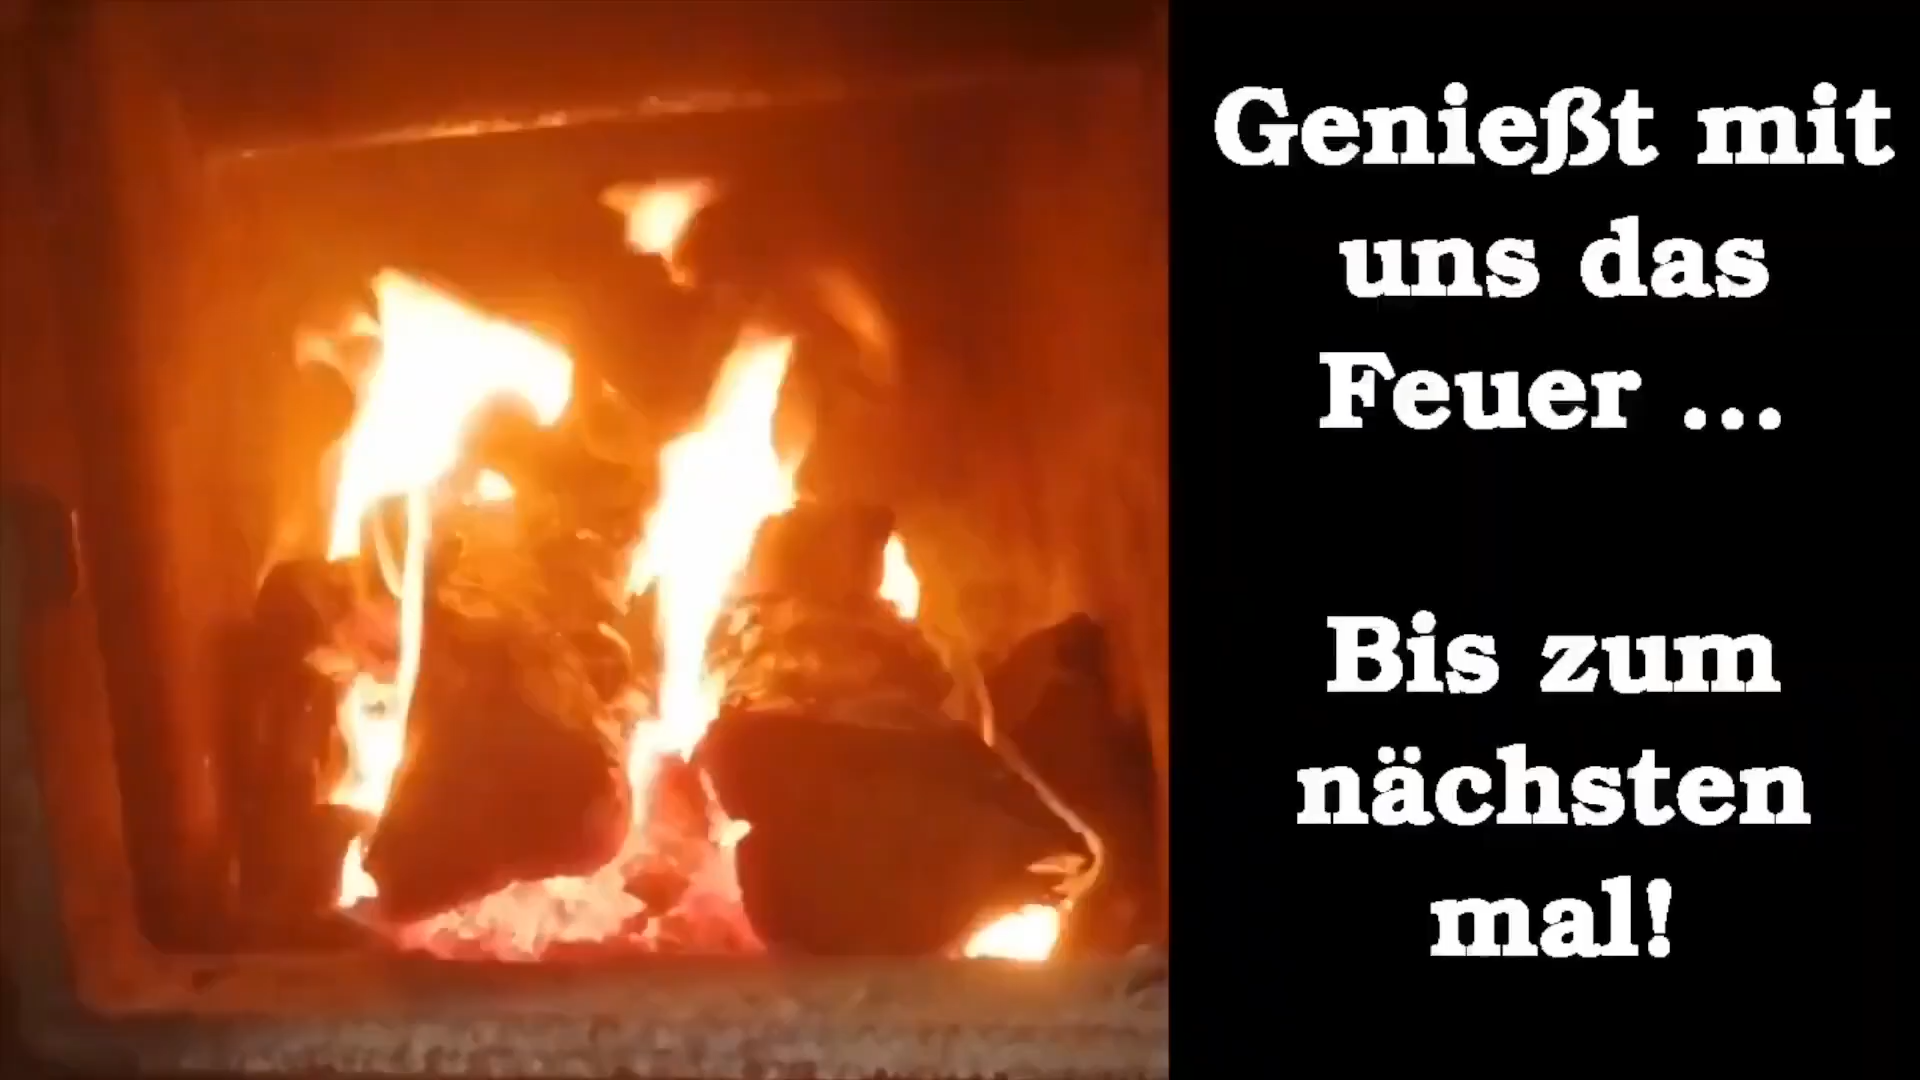 Genießt mit
uns das
Feuer ...
Bis zum
nächsten
mal!